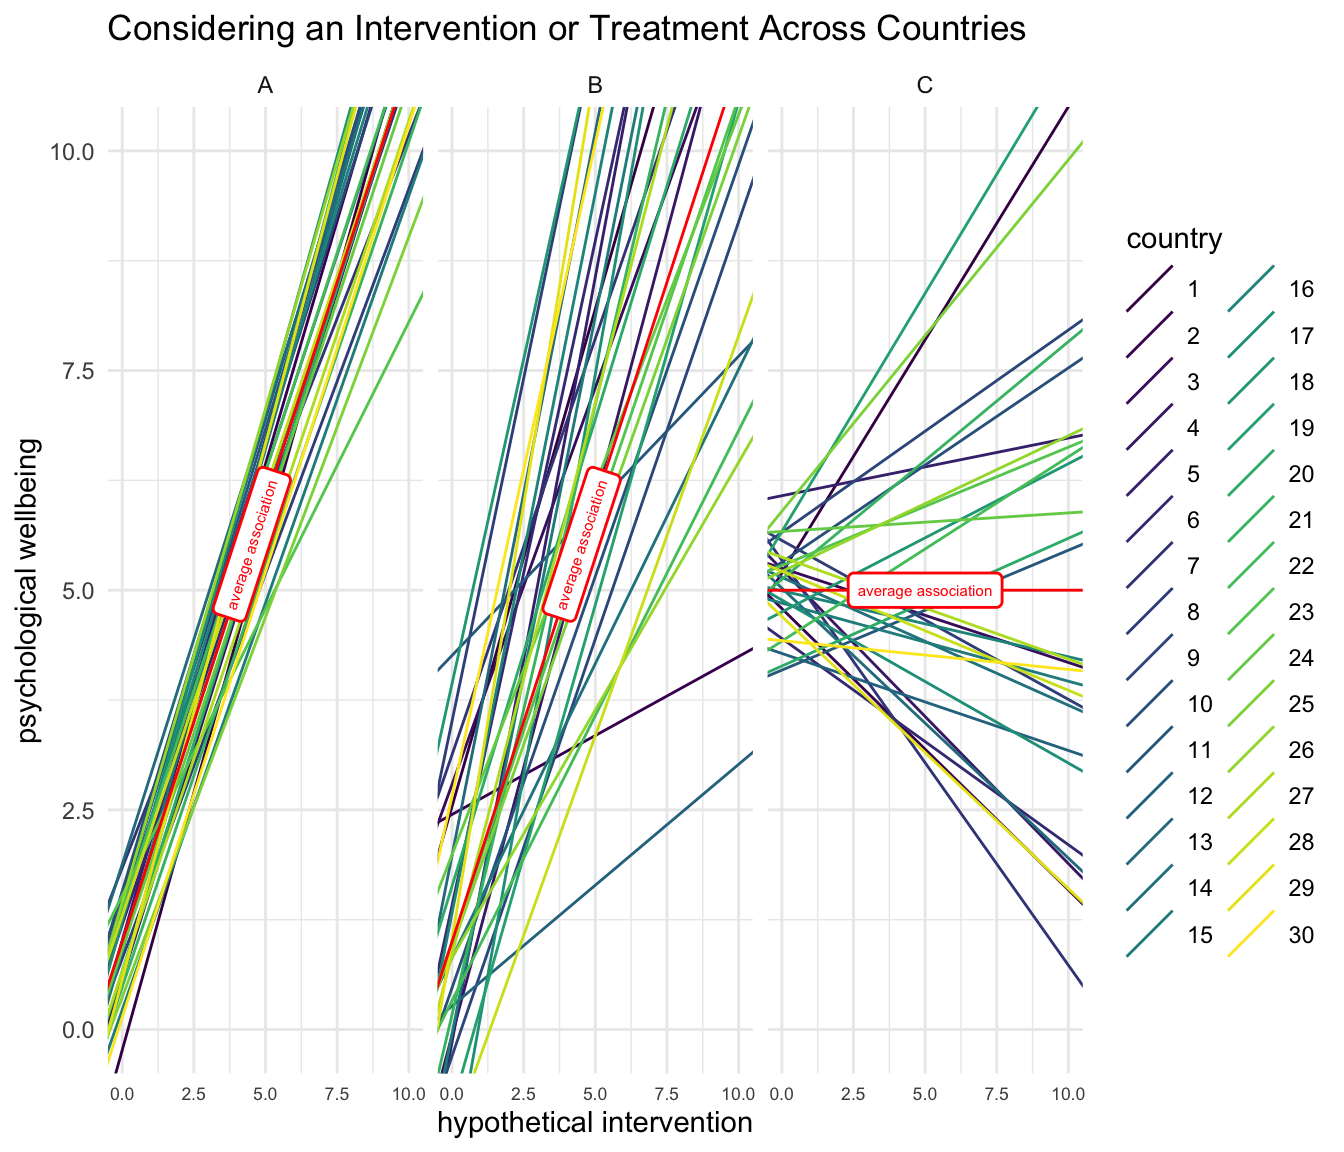 Considering an Intervention or Treatment Across Countries
A
B
C
psychological wellbeing
10.0
7.5
5.0
2.5
0.0
average association
average association
average association
0.0 2.5 5.0 7.5 10.0
0.0 2.5 5.0 7.5 10.0
0.0 2.5 5.0 7.5 10.0
hypothetical intervention
country
1
2
3
4
5
6
7
8
9
10
11
12
13
14
15
16
17
18
19
20
21
22
23
24
25
26
27
28
29
30